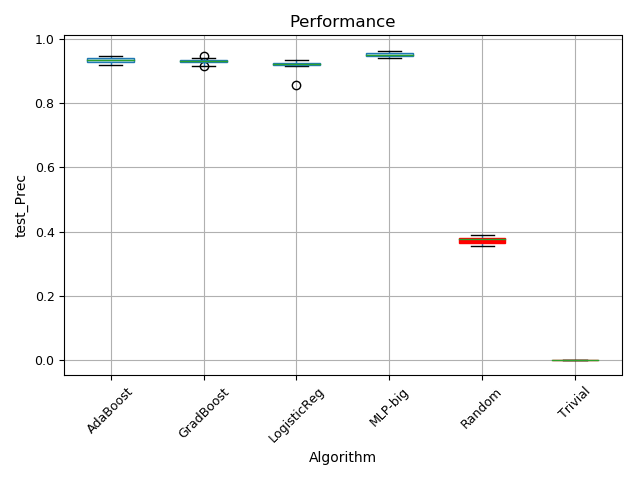 Performance
test_Prec
1.0
0.8
0.6
0.4
0.2
0.0
AdaBoost
GradBoost
LogisticReg
MLP-big
Random
Trivial
Algorithm